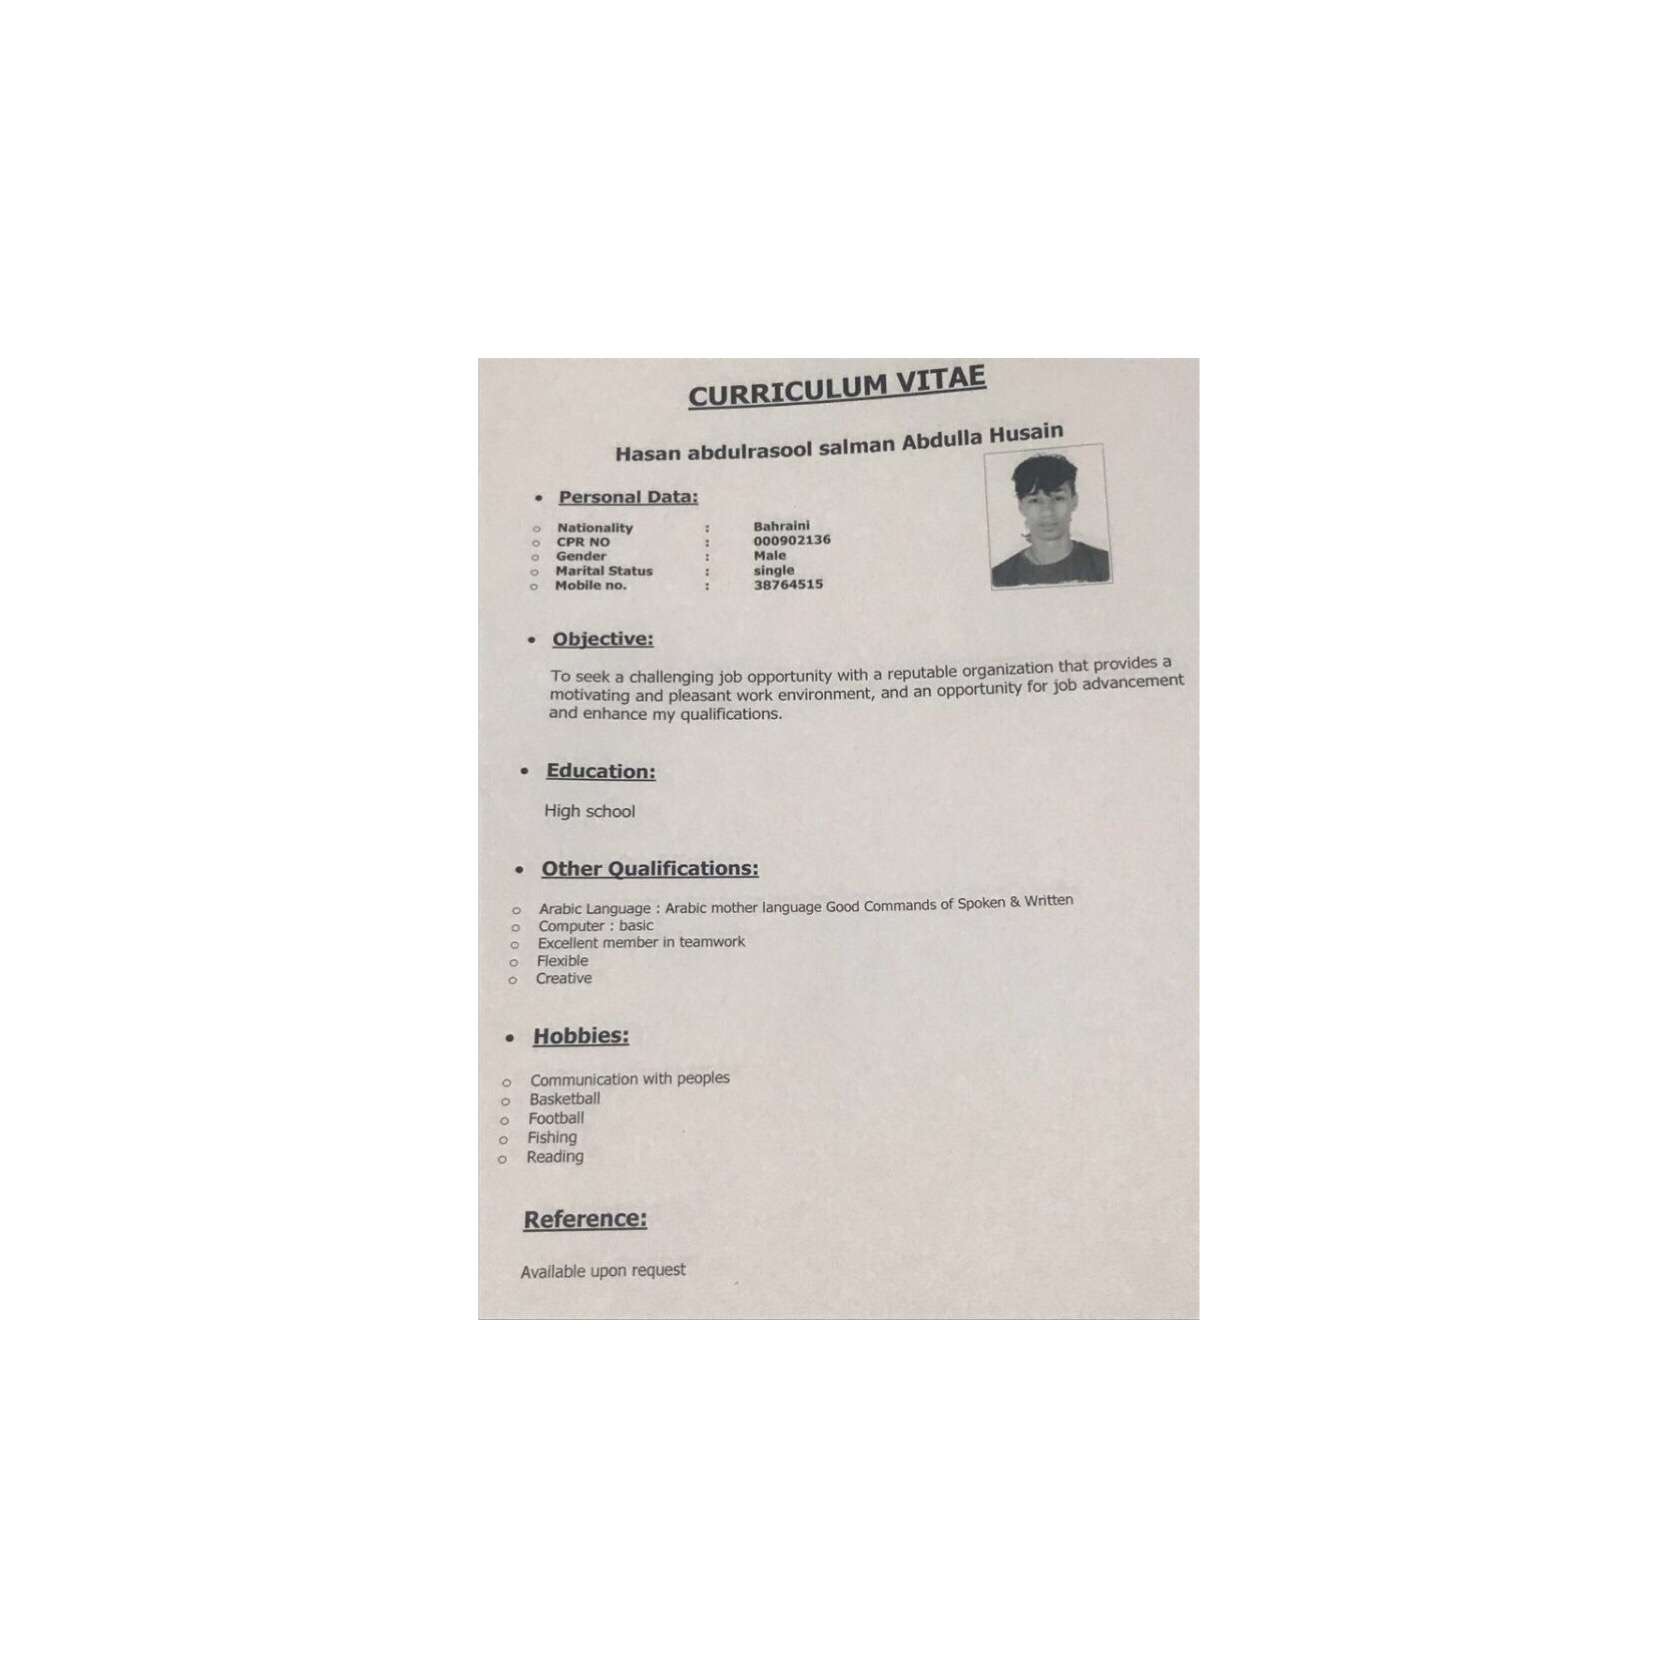 CURRICULUM VITAE
Hasan abdulrasool salman Abdulla Husain
• Personal Data:
o Nationality : Bahraini
o CPR NO : 000902136
o Gender : Male
o Marital Status : single
o Mobile no. : 38764515
• Objective:
To seek a challenging job opportunity with a reputable organization that provides a
motivating and pleasant work environment, and an opportunity for job advancement
and enhance my qualifications.
• Education:
High school
• Other Qualifications:
o Arabic Language : Arabic mother language Good Commands of Spoken & Written
o Computer : basic
o Excellent member in teamwork
o Flexible
o Creative
• Hobbies:
o Communication with peoples
o Basketball
o Football
o Fishing
o Reading
Reference:
Available upon request